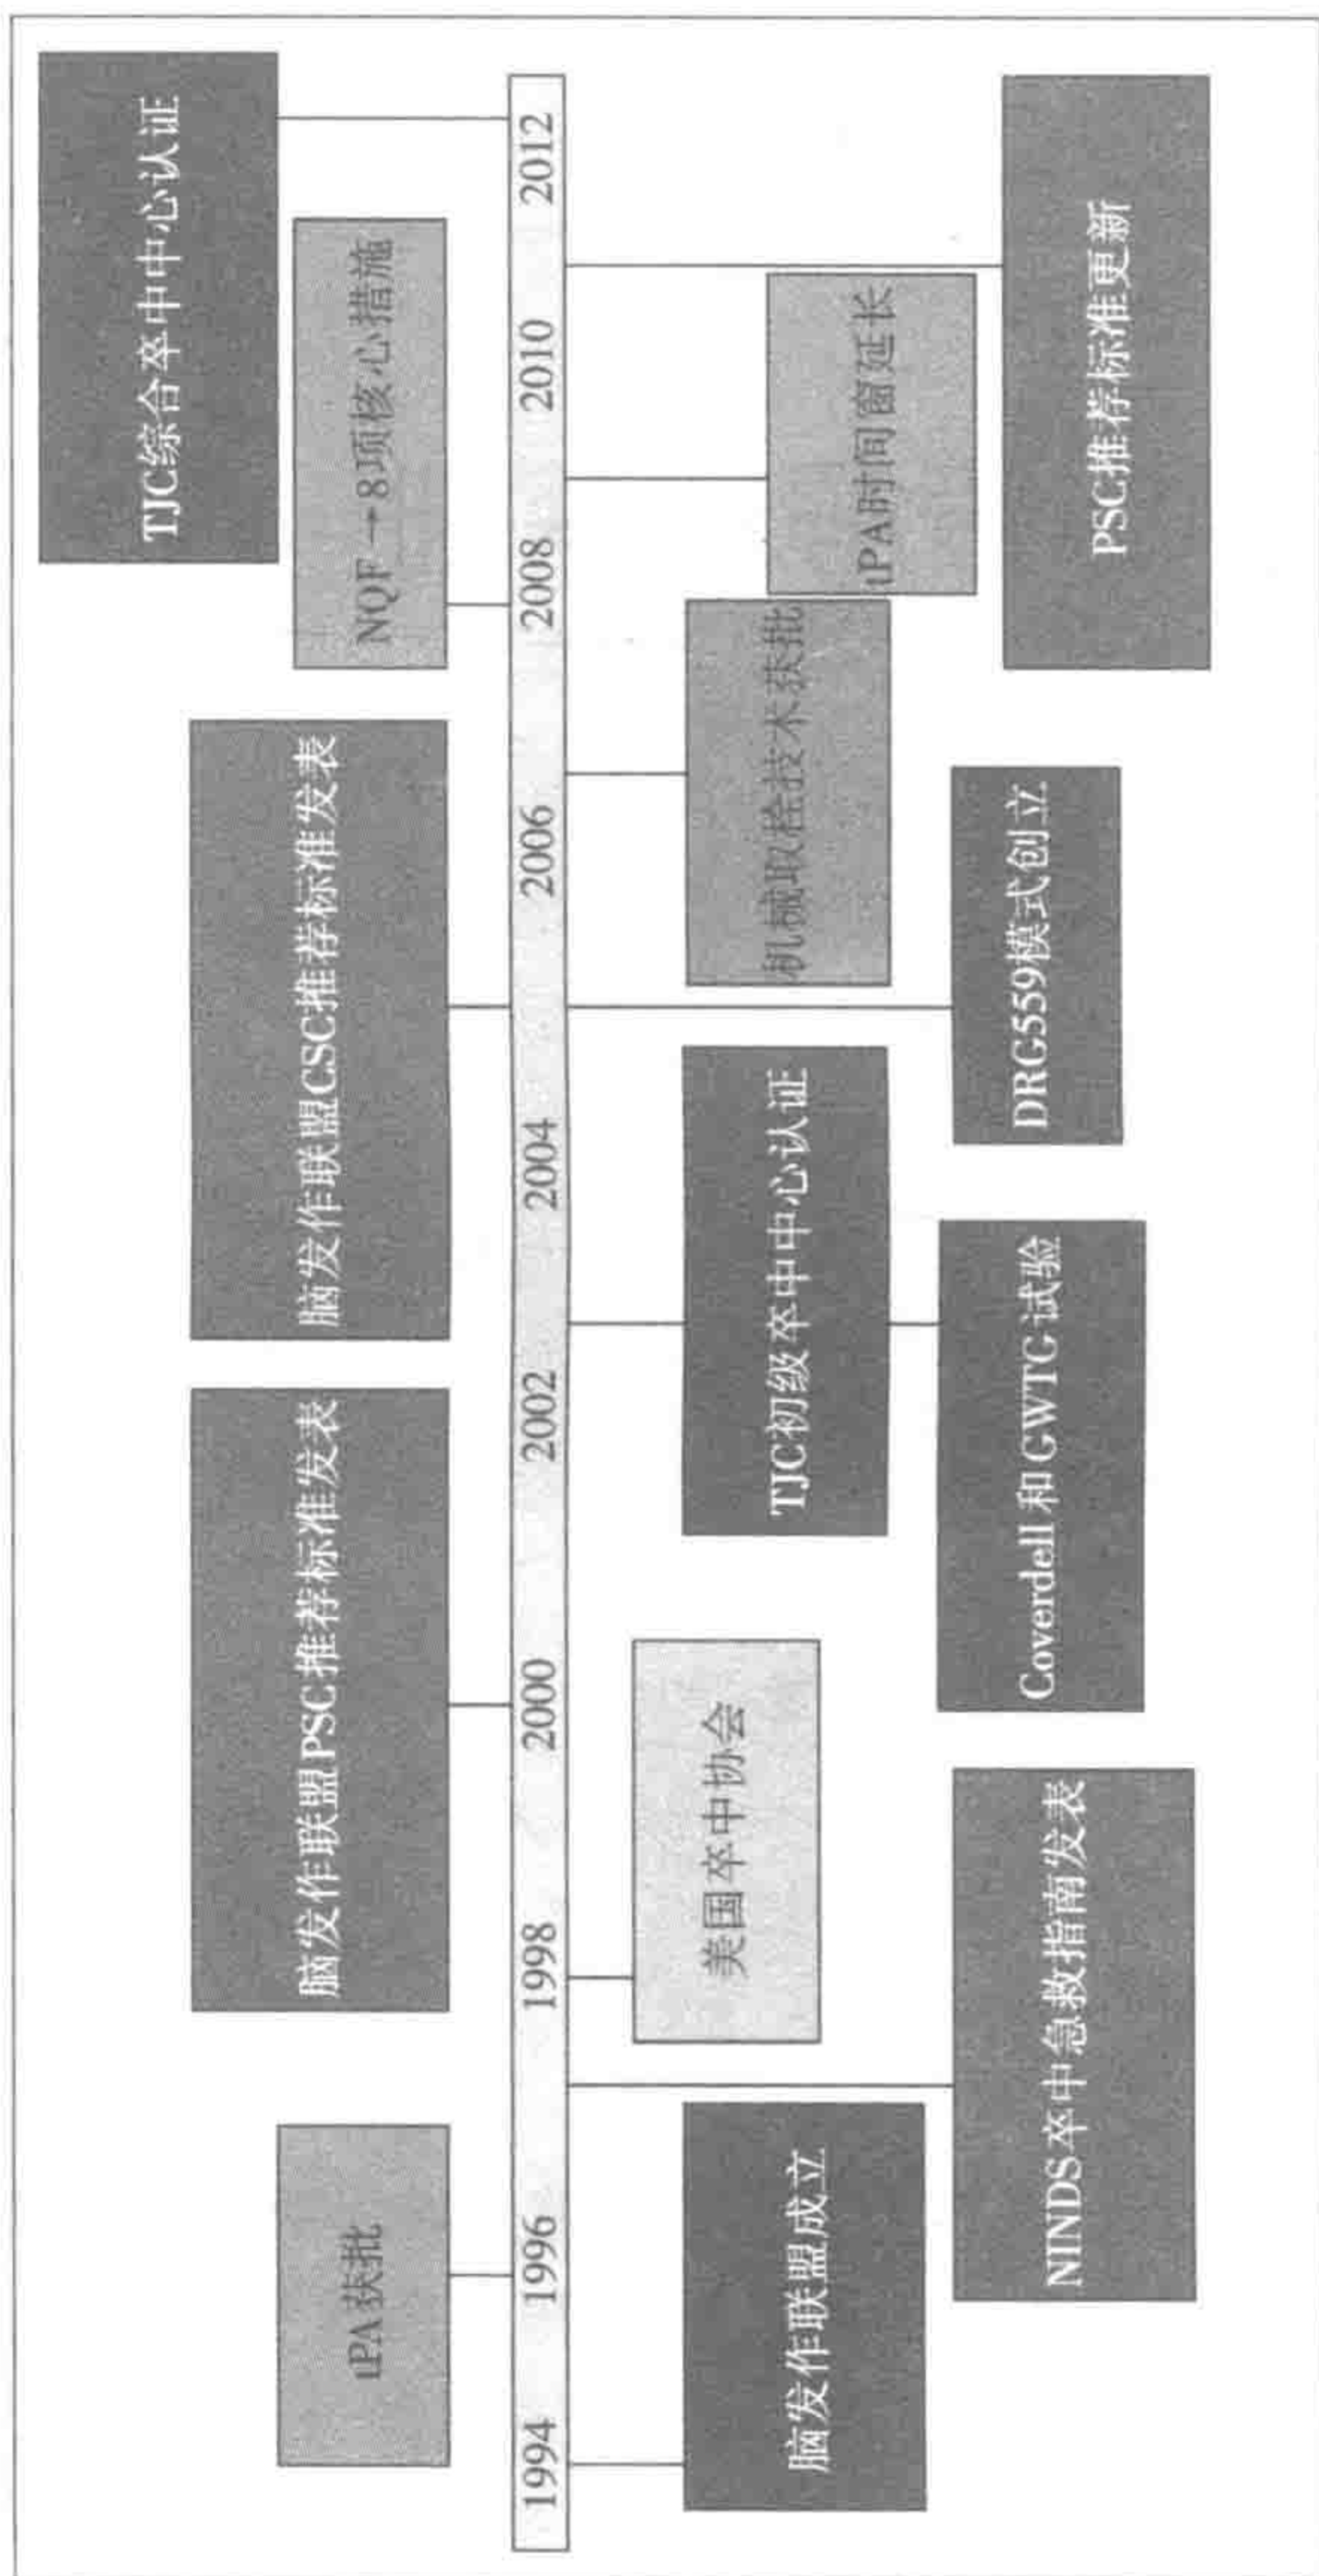 TJC综合卒中中心认证
NQF→8项核心措施
脑发作联盟CSC推荐标准发表
脑发作联盟PSC推荐标准发表
tPA获批
1994 1996 1998 2000 2002 2004 2006 2008 2010 2012
脑发作联盟成立
NINDS卒中急救指南发表
美国卒中协会
TJC初级卒中中心认证
Coverdell和GWTG试验
机械取栓技术获批
DRG559模式创立
tPA时间窗延长
PSC推荐标准更新